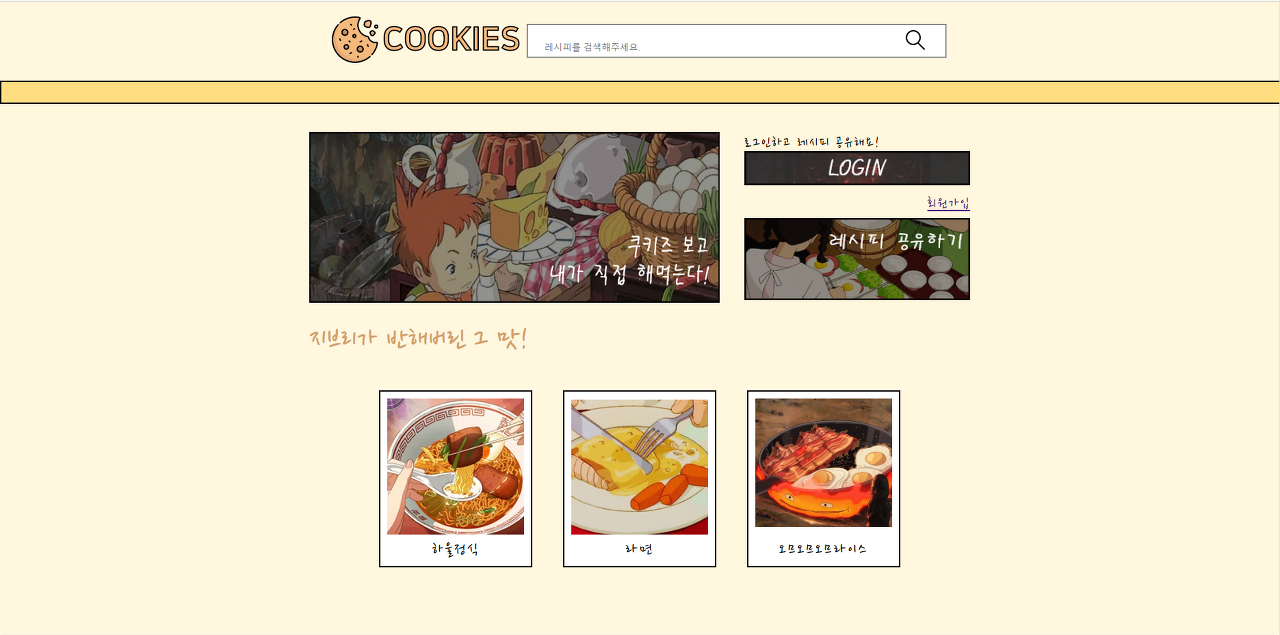 COOKIES
레시피를 검색해주세요.
로그인하고 레시피 공유해요!
LOGIN
회원가입
레시피 공유하기
쿠키즈 보고
내가 직접 해먹는다!
지브리가 반해버린 그 맛!
하울정식
라면
오므오므오므라이스